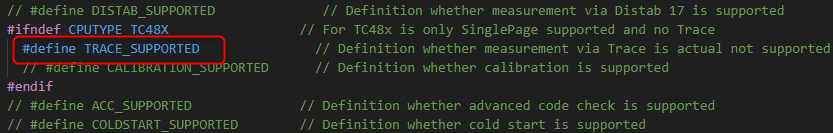 // #define DISTAB_SUPPORTED // Definition whether measurement via Distab 17 is supported
#ifndef CPUTYPE_TC48X // For TC48x is only SinglePage supported and no Trace
#define TRACE_SUPPORTED // Definition whether measurement via Trace is actual not supported
// #define CALIBRATION_SUPPORTED // Definition whether calibration is supported
#endif
// #define ACC_SUPPORTED // Definition whether advanced code check is supported
// #define COLDSTART_SUPPORTED // Definition whether cold start is supported